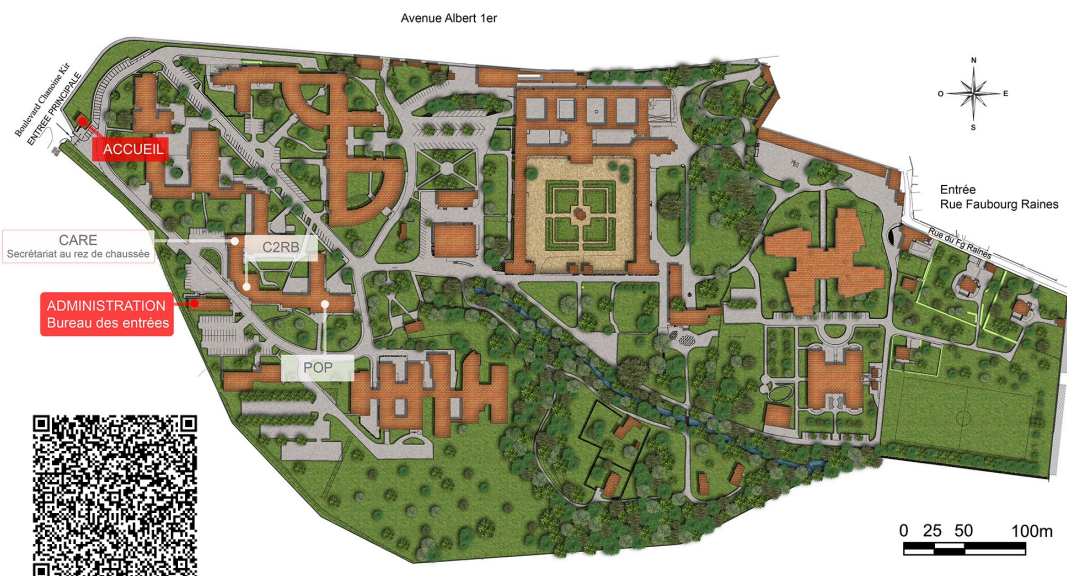 Avenue Albert 1er
Boulevard Chanoine Kir
ENTREE PRINCIPALE
ACCUEIL
N
O
E
S
Entrée
Rue Faubourg Raines
Rue du Fg Raines
CARE
Secrétariat au rez de chaussée
C2RB
ADMINISTRATION
Bureau des entrées
POP
0 25 50 100m